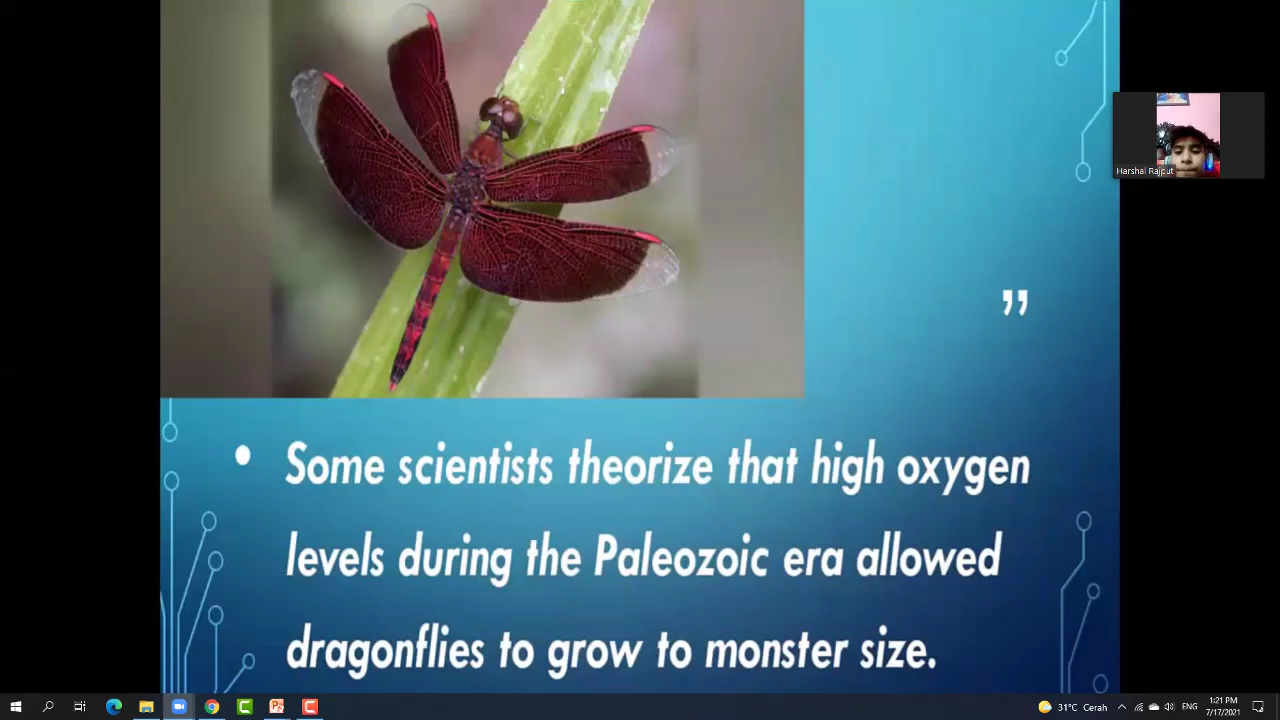 Harshal Rajput
”
• Some scientists theorize that high oxygen
levels during the Paleozoic era allowed
dragonflies to grow to monster size.
31°C Cerah
ENG
1:21 PM
7/17/2021